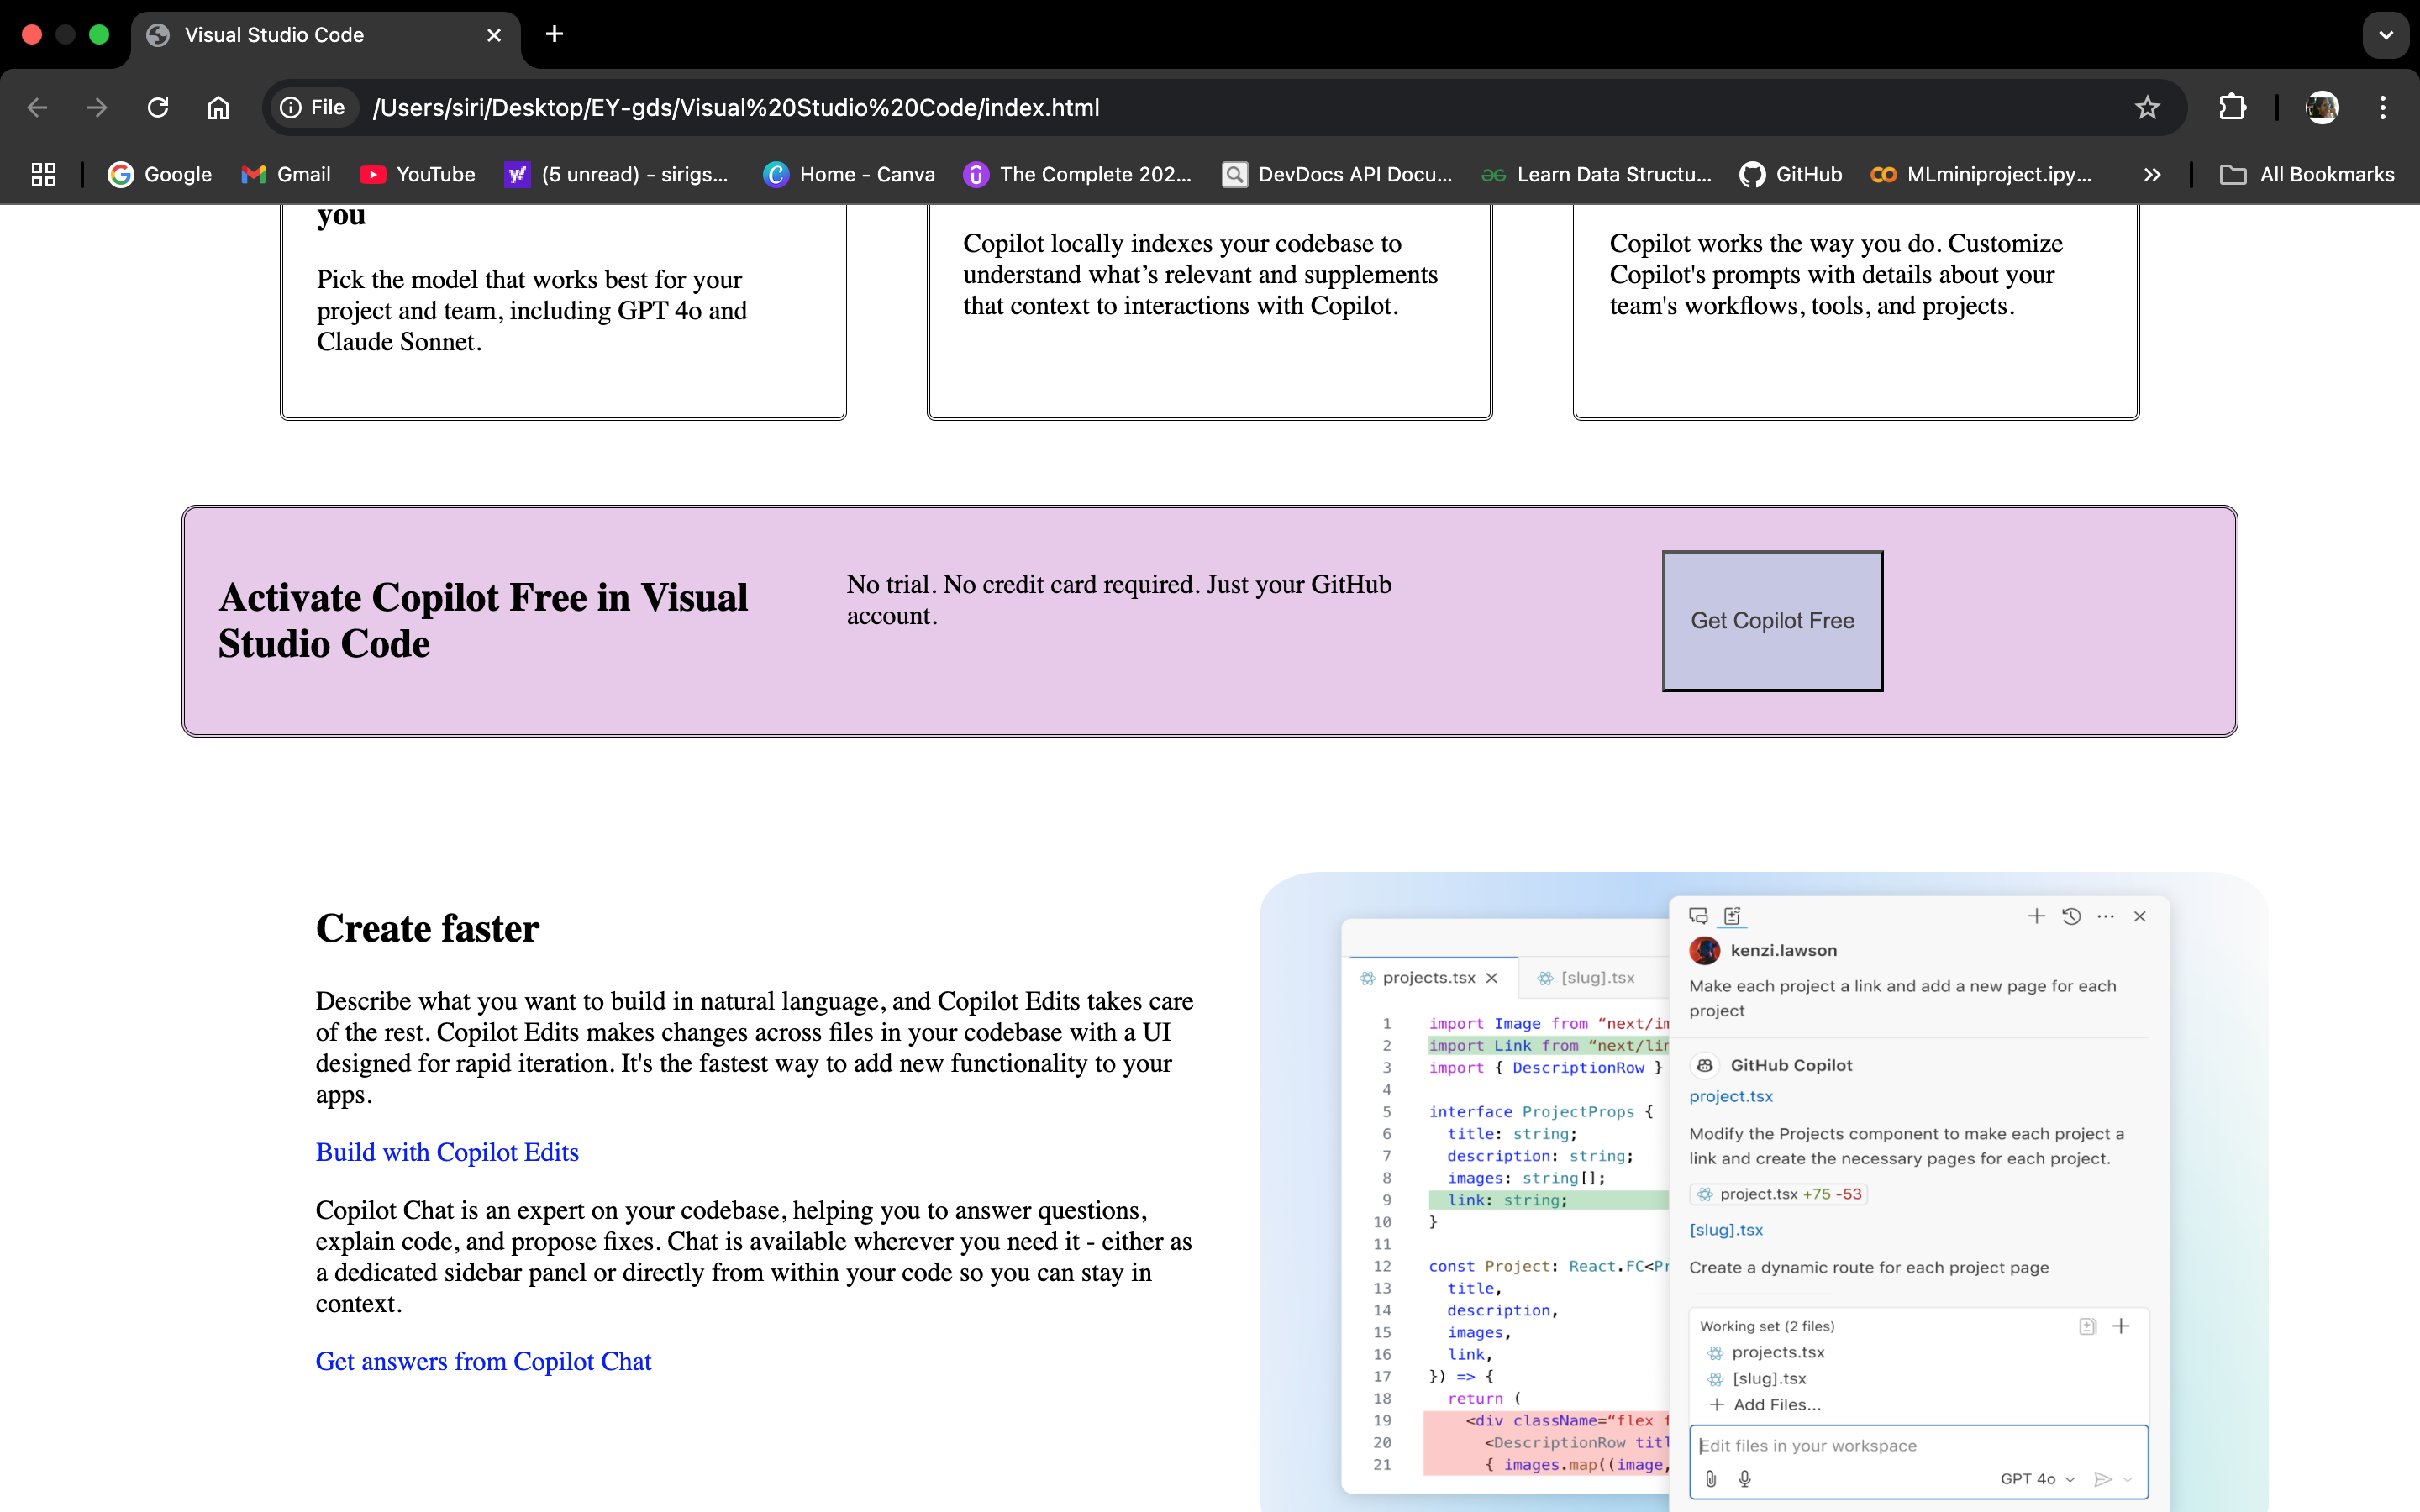 Visual Studio Code
File
/Users/siri/Desktop/EY-gds/Visual%20Studio%20Code/index.html
Google
Gmail
YouTube
(5 unread) - sirigs...
Home - Canva
The Complete 202...
DevDocs API Docu...
Learn Data Structu...
GitHub
MLminiproject.ipy...
All Bookmarks
you
Pick the model that works best for your
project and team, including GPT 4o and
Claude Sonnet.
Copilot locally indexes your codebase to
understand what’s relevant and supplements
that context to interactions with Copilot.
Copilot works the way you do. Customize
Copilot's prompts with details about your
team's workflows, tools, and projects.
Activate Copilot Free in Visual
Studio Code
No trial. No credit card required. Just your GitHub
account.
Get Copilot Free
Create faster
Describe what you want to build in natural language, and Copilot Edits takes care
of the rest. Copilot Edits makes changes across files in your codebase with a UI
designed for rapid iteration. It's the fastest way to add new functionality to your
apps.
Build with Copilot Edits
Copilot Chat is an expert on your codebase, helping you to answer questions,
explain code, and propose fixes. Chat is available wherever you need it - either as
a dedicated sidebar panel or directly from within your code so you can stay in
context.
Get answers from Copilot Chat
projects.tsx
[slug].tsx
1 import Image from “next/im
2 import Link from “next/lin
3 import { DescriptionRow }
4
5 interface ProjectProps {
6 title: string;
7 description: string;
8 images: string[];
9 link: string;
10 }
11
12 const Project: React.FC<Pr
13 title,
14 description,
15 images,
16 link,
17 }) => {
18 return (
19 <div className=“flex f
20 <DescriptionRow titl
21 { images.map((image,
kenzi.lawson
Make each project a link and add a new page for each
project
GitHub Copilot
project.tsx
Modify the Projects component to make each project a
link and create the necessary pages for each project.
project.tsx +75 -53
[slug].tsx
Create a dynamic route for each project page
Working set (2 files)
projects.tsx
[slug].tsx
Add Files...
Edit files in your workspace
GPT 4o